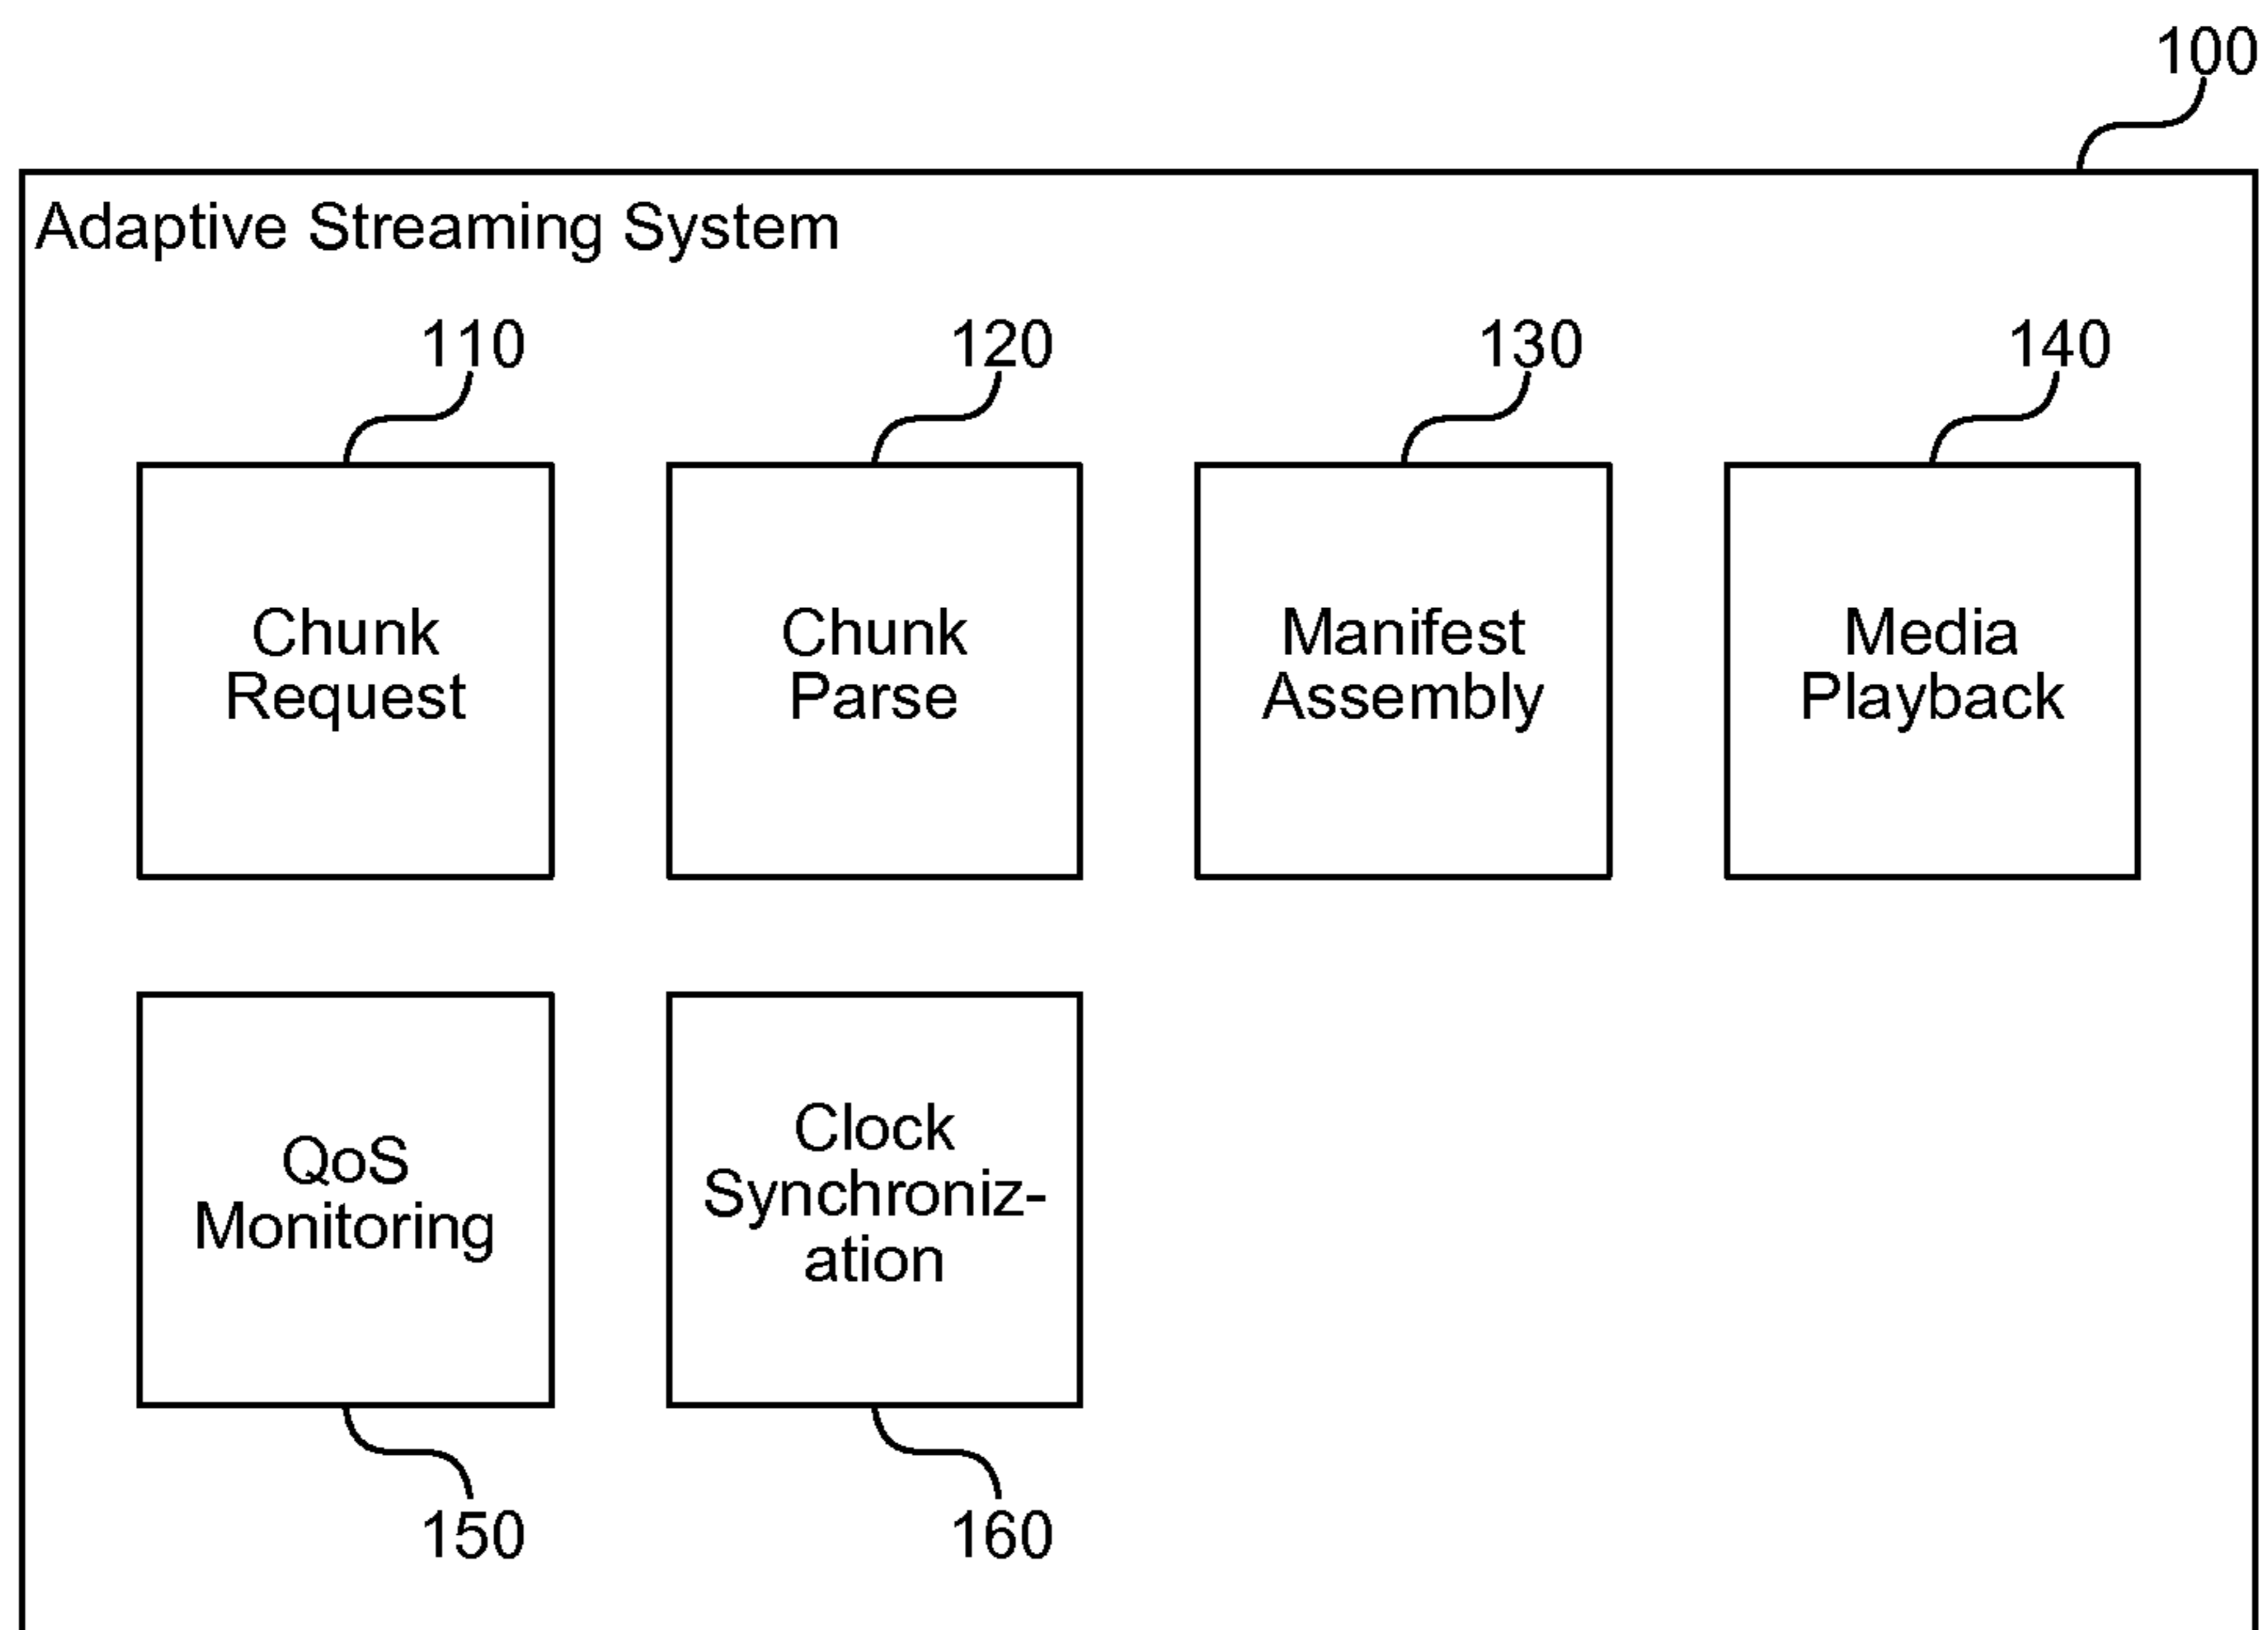 100
Adaptive Streaming System
110
120
130
140
Chunk
Request
Chunk
Parse
Manifest
Assembly
Media
Playback
QoS
Monitoring
Clock
Synchroniz-
ation
150
160